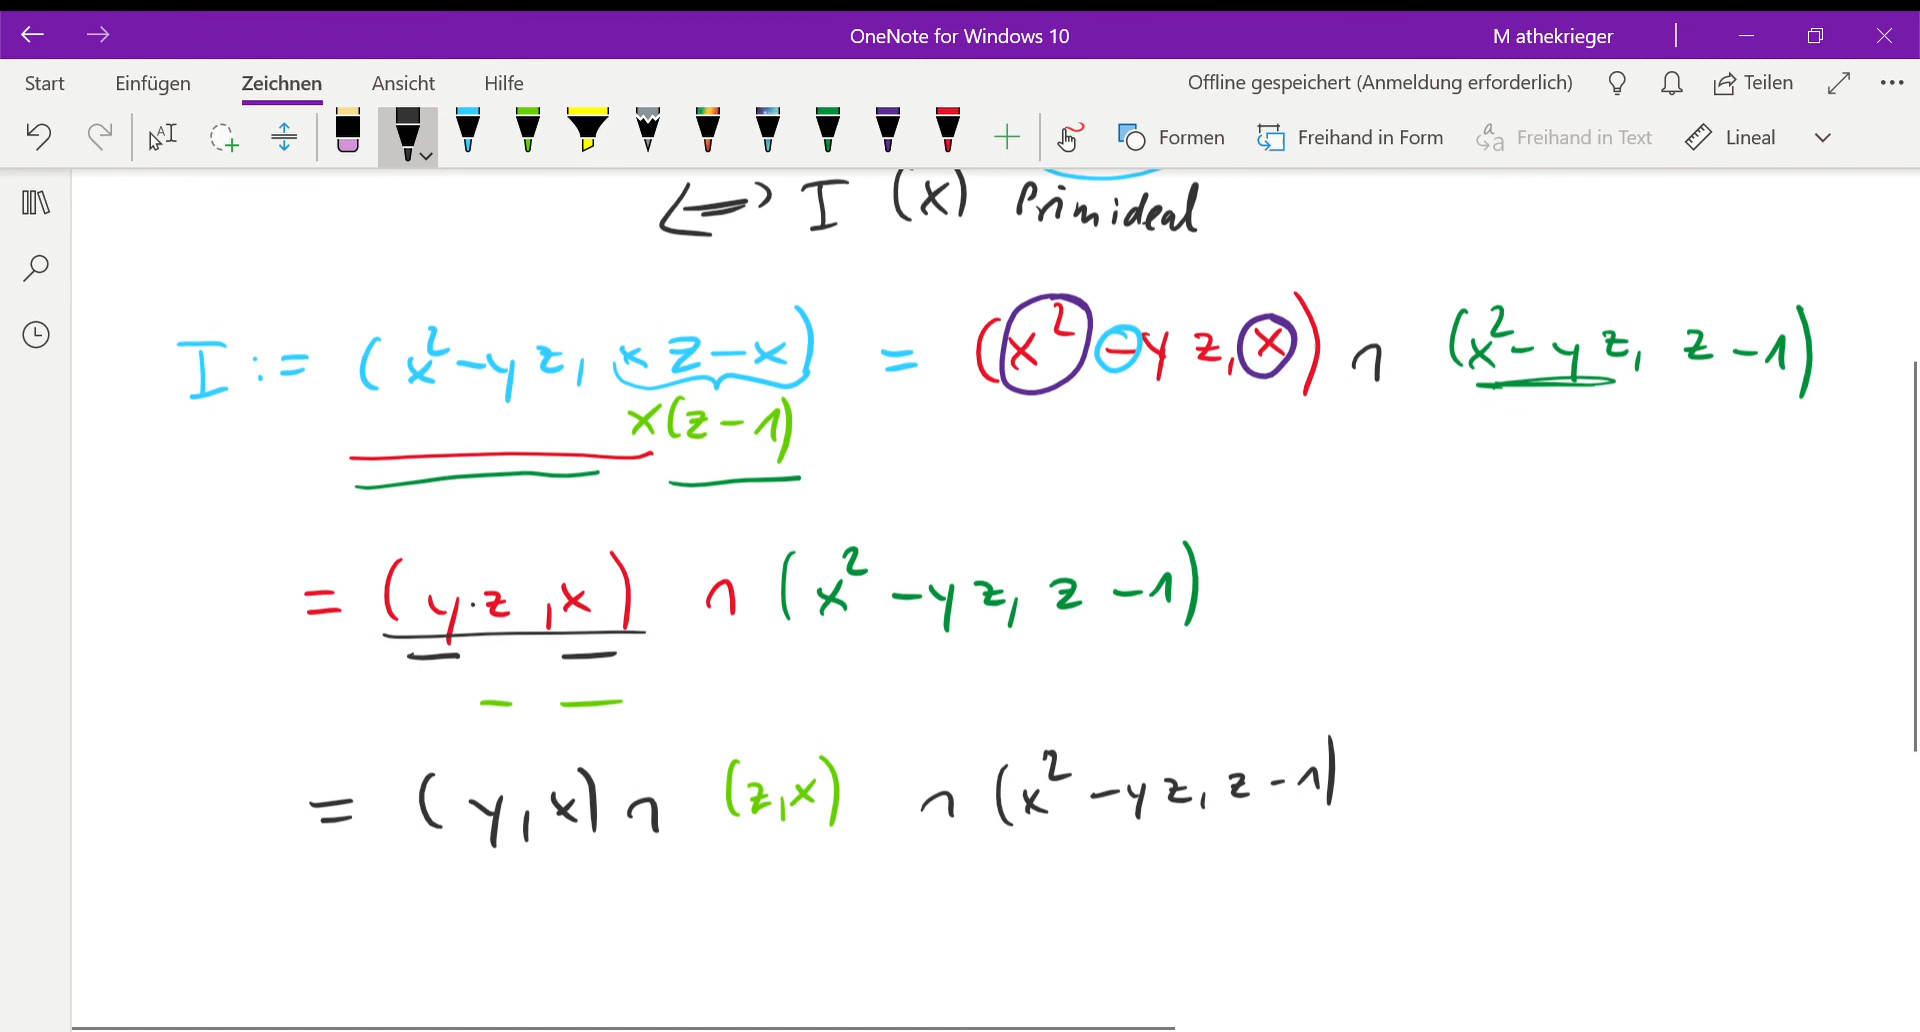 OneNote for Windows 10
M athekrieger
Start Einfügen Zeichnen Ansicht Hilfe
Offline gespeichert (Anmeldung erforderlich) Teilen
Formen Freihand in Form Freihand in Text Lineal
⟺ I (X) Primideal
I := (x²-yz, xz-x) = (x²-yz, x) ∩ (x²-yz, z-1)
x(z-1)
= (y·z, x) ∩ (x²-yz, z-1)
= (y, x) ∩ (z, x) ∩ (x²-yz, z-1)